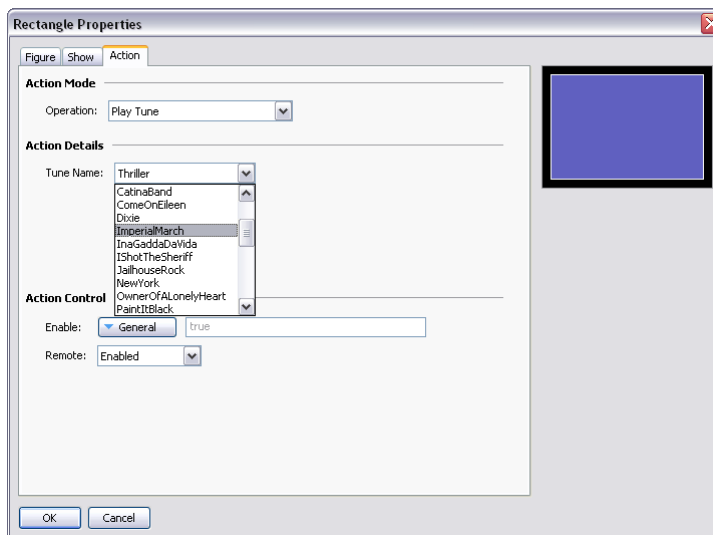 Rectangle Properties
Figure Show Action
Action Mode
Operation: Play Tune
Action Details
Tune Name: Thriller
CatinaBand
ComeOnEileen
Dixie
ImperialMarch
InaGaddaDaVida
IShotTheSheriff
JailhouseRock
NewYork
OwnerOfALonelyHeart
PaintItBlack
Action Control
Enable: General true
Remote: Enabled
OK Cancel